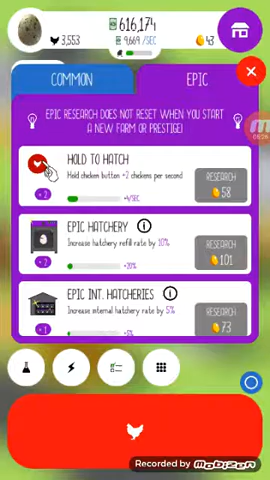 616,174
3,553
9,669 /SEC
43
COMMON
EPIC
EPIC RESEARCH DOES NOT RESET WHEN YOU START
A NEW FARM OR PRESTIGE!
HOLD TO HATCH
Hold chicken button +2 chickens per second
RESEARCH
58
+4/SEC
EPIC HATCHERY
Increase hatchery refill rate by 10%
RESEARCH
101
+20%
EPIC INT. HATCHERIES
Increase internal hatchery rate by 5%
RESEARCH
73
+5%
Recorded by mobizen